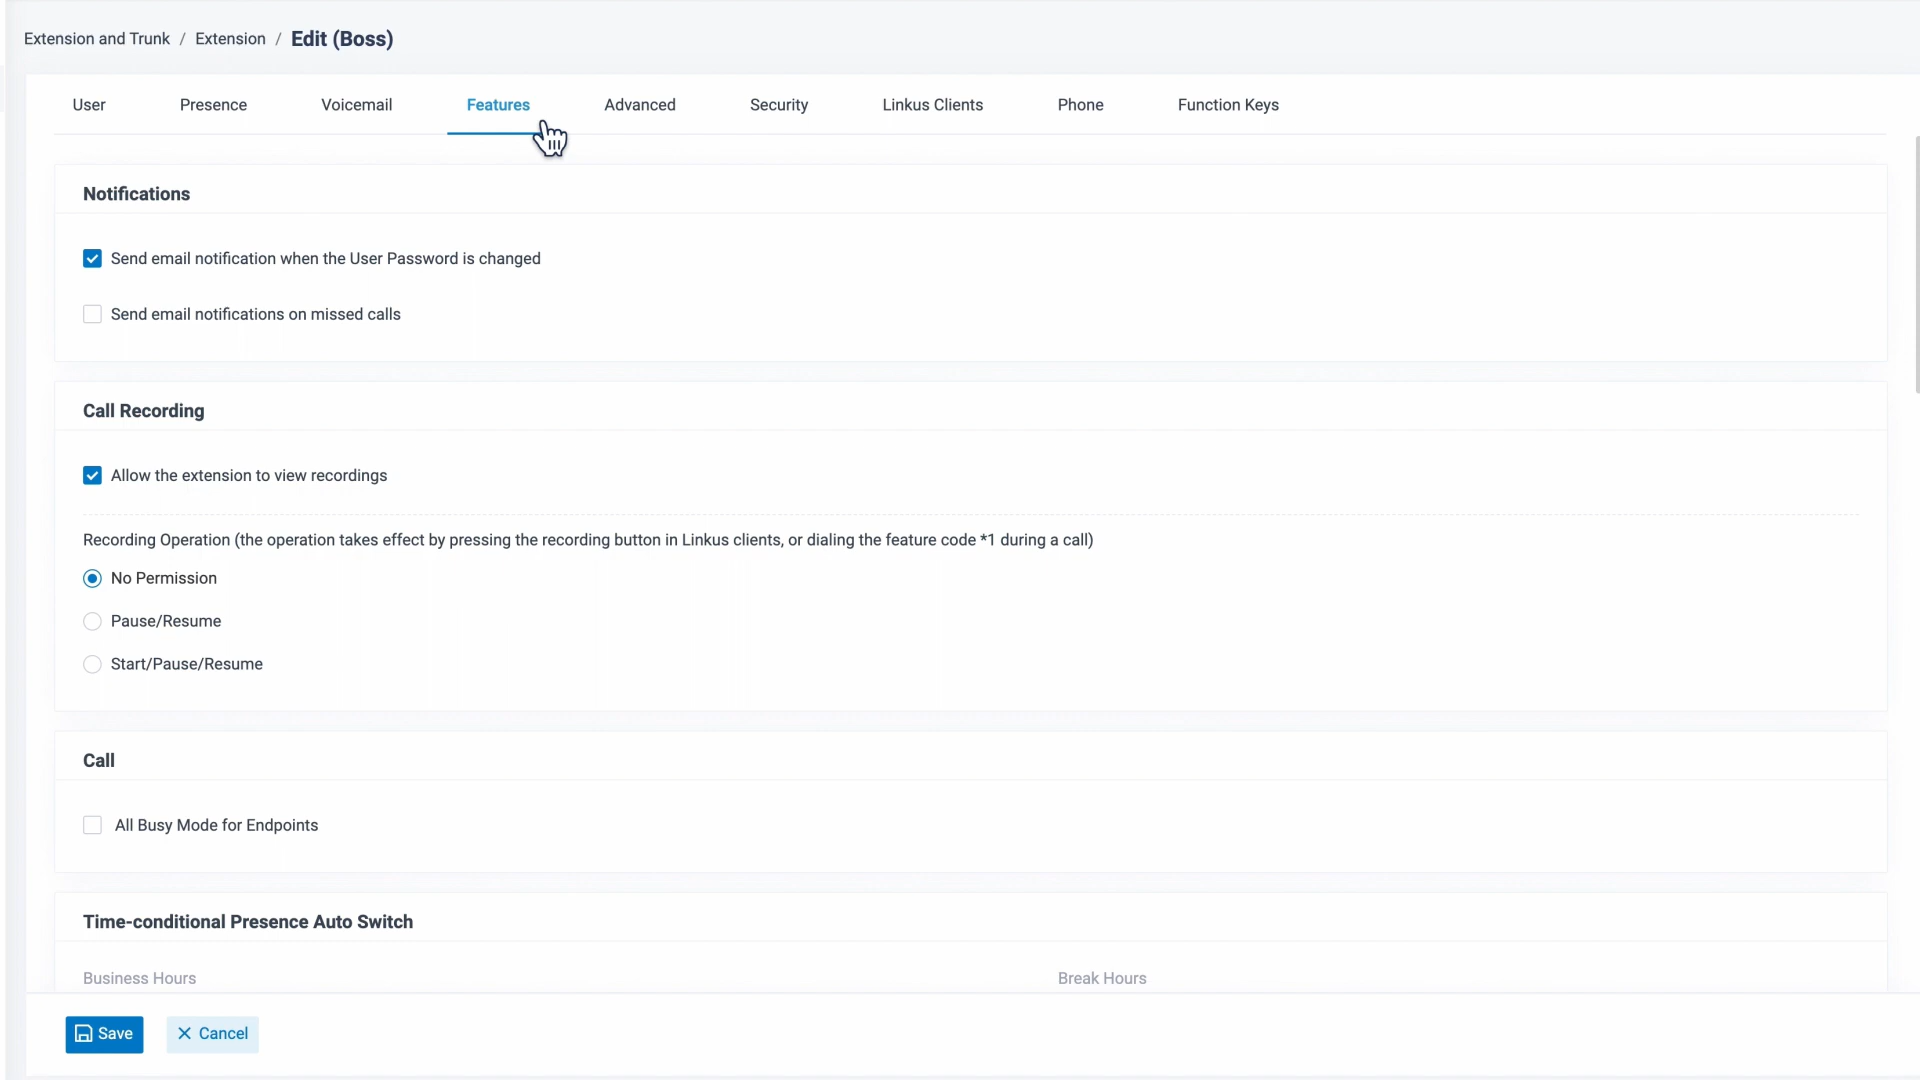 Extension and Trunk / Extension / Edit (Boss)
User Presence Voicemail Features Advanced Security Linkus Clients Phone Function Keys
Notifications
Send email notification when the User Password is changed
Send email notifications on missed calls
Call Recording
Allow the extension to view recordings
Recording Operation (the operation takes effect by pressing the recording button in Linkus clients, or dialing the feature code *1 during a call)
No Permission
Pause/Resume
Start/Pause/Resume
Call
All Busy Mode for Endpoints
Time-conditional Presence Auto Switch
Business Hours Break Hours
Save Cancel